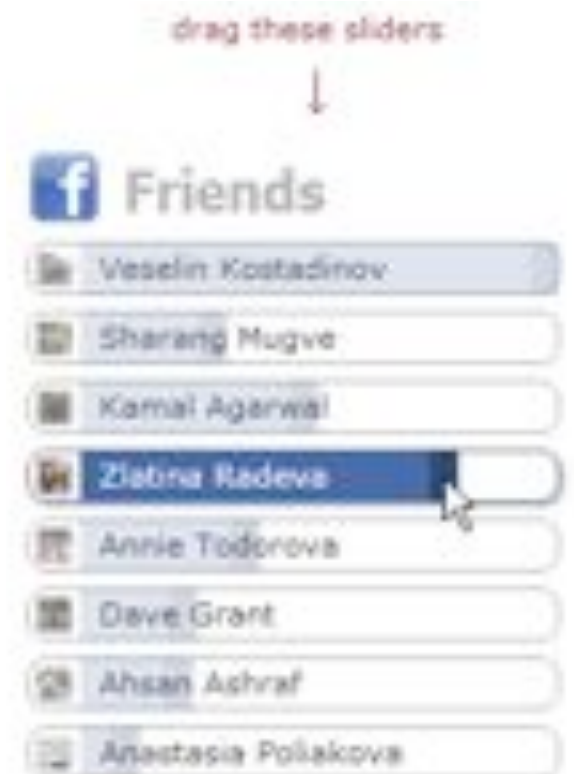 drag these sliders
f Friends
Veselin Kostadinov
Sharang Mugve
Kamal Agarwal
Zlatina Radeva
Annie Todorova
Dave Grant
Ahsan Ashraf
Anastasia Poliakova